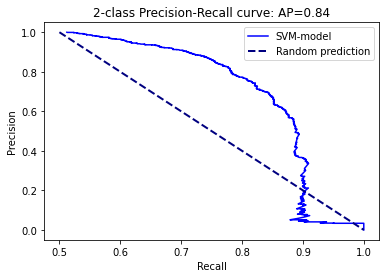 2-class Precision-Recall curve: AP=0.84
SVM-model
Random prediction
Precision
1.0
0.8
0.6
0.4
0.2
0.0
0.5 0.6 0.7 0.8 0.9 1.0
Recall